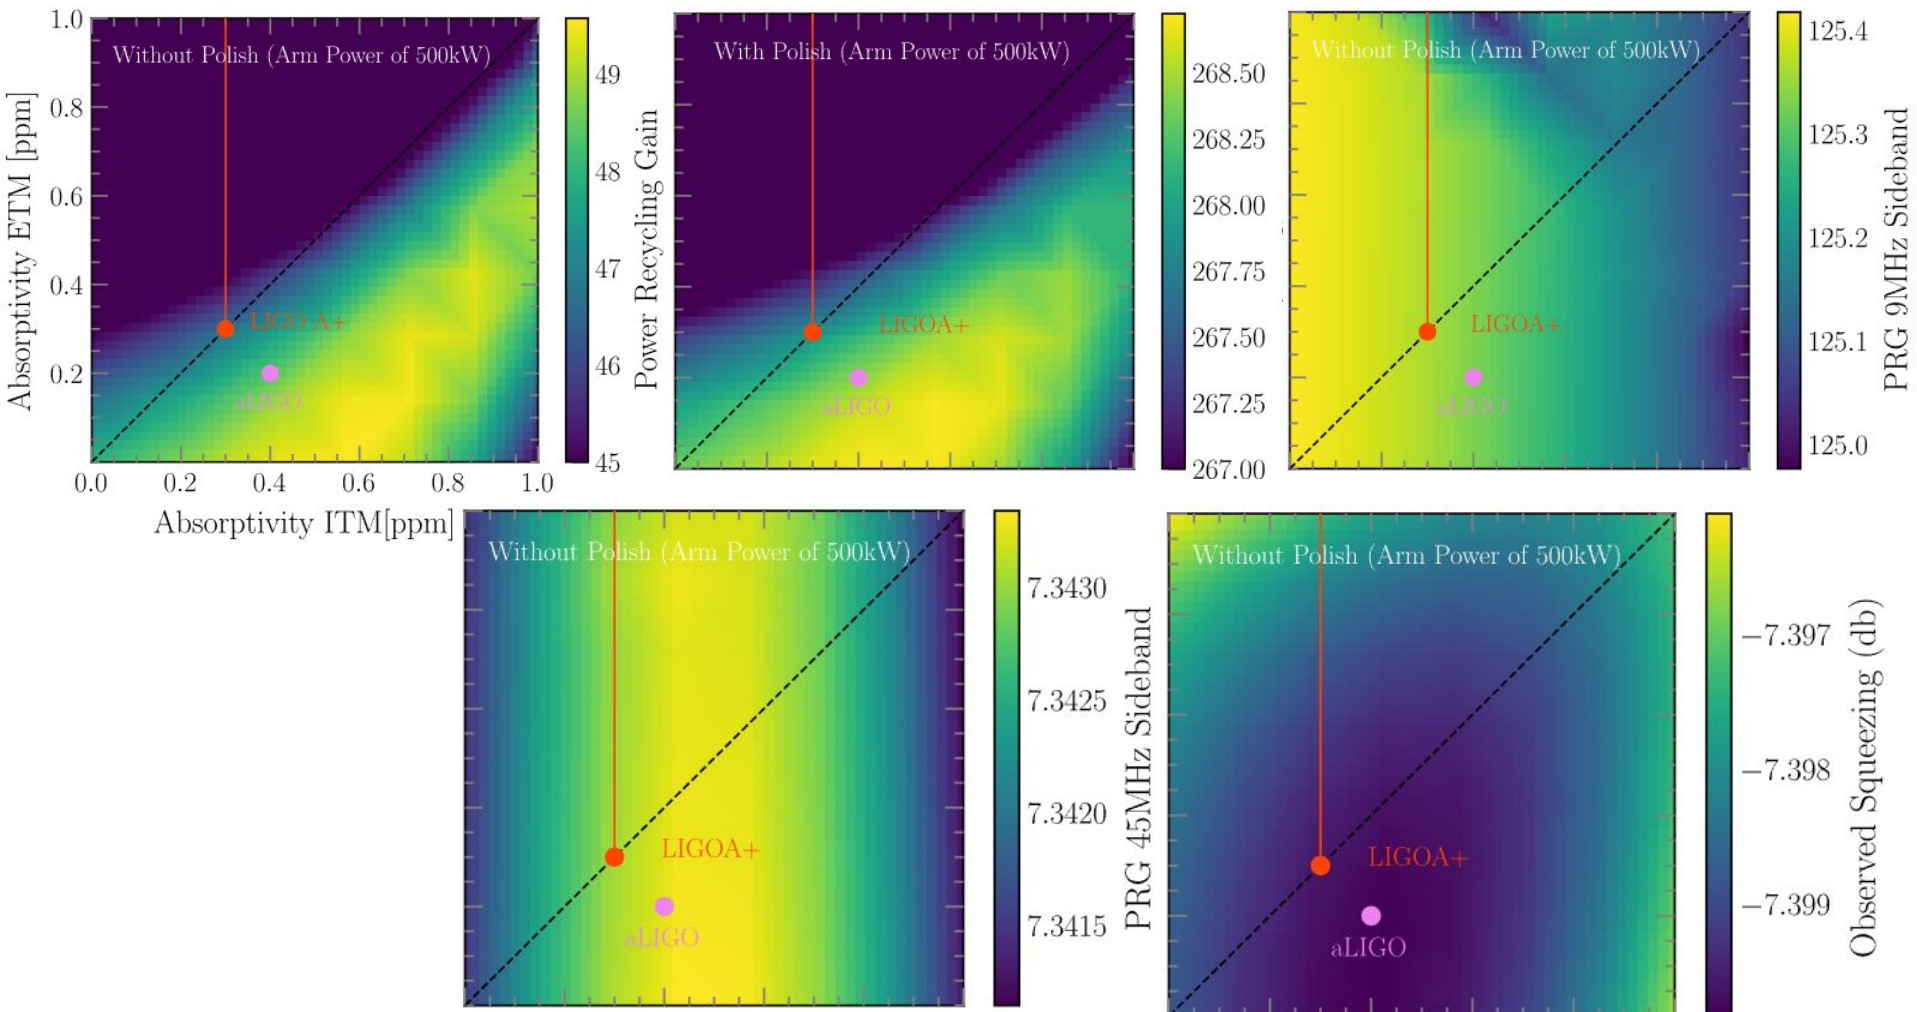 Without Polish (Arm Power of 500kW)
1.0
0.8
0.6
0.4
0.2
Absorptivity ETM [ppm]
LIGO A+
aLIGO
0.0
0.2
0.4
0.6
0.8
1.0
Absorptivity ITM[ppm]
49
48
47
46
45
Power Recycling Gain
With Polish (Arm Power of 500kW)
LIGOA+
aLIGO
268.50
268.25
268.00
267.75
267.50
267.25
267.00
Without Polish (Arm Power of 500kW)
LIGOA+
aLIGO
125.4
125.3
125.2
125.1
125.0
PRG 9MHz Sideband
Without Polish (Arm Power of 500kW)
LIGOA+
aLIGO
7.3430
7.3425
7.3420
7.3415
PRG 45MHz Sideband
Without Polish (Arm Power of 500kW)
LIGOA+
aLIGO
−7.397
−7.398
−7.399
Observed Squeezing (db)